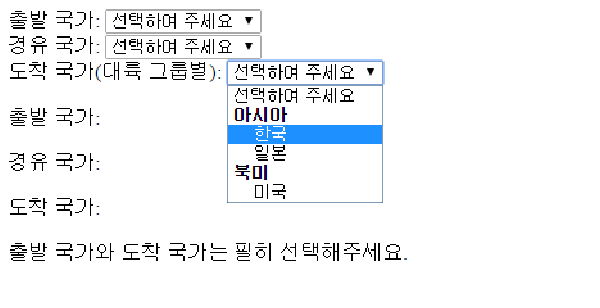 출발 국가: 선택하여 주세요
경유 국가: 선택하여 주세요
도착 국가(대륙 그룹별): 선택하여 주세요
선택하여 주세요
아시아
한국
일본
북미
미국
출발 국가:
경유 국가:
도착 국가:
출발 국가와 도착 국가는 필히 선택해주세요.